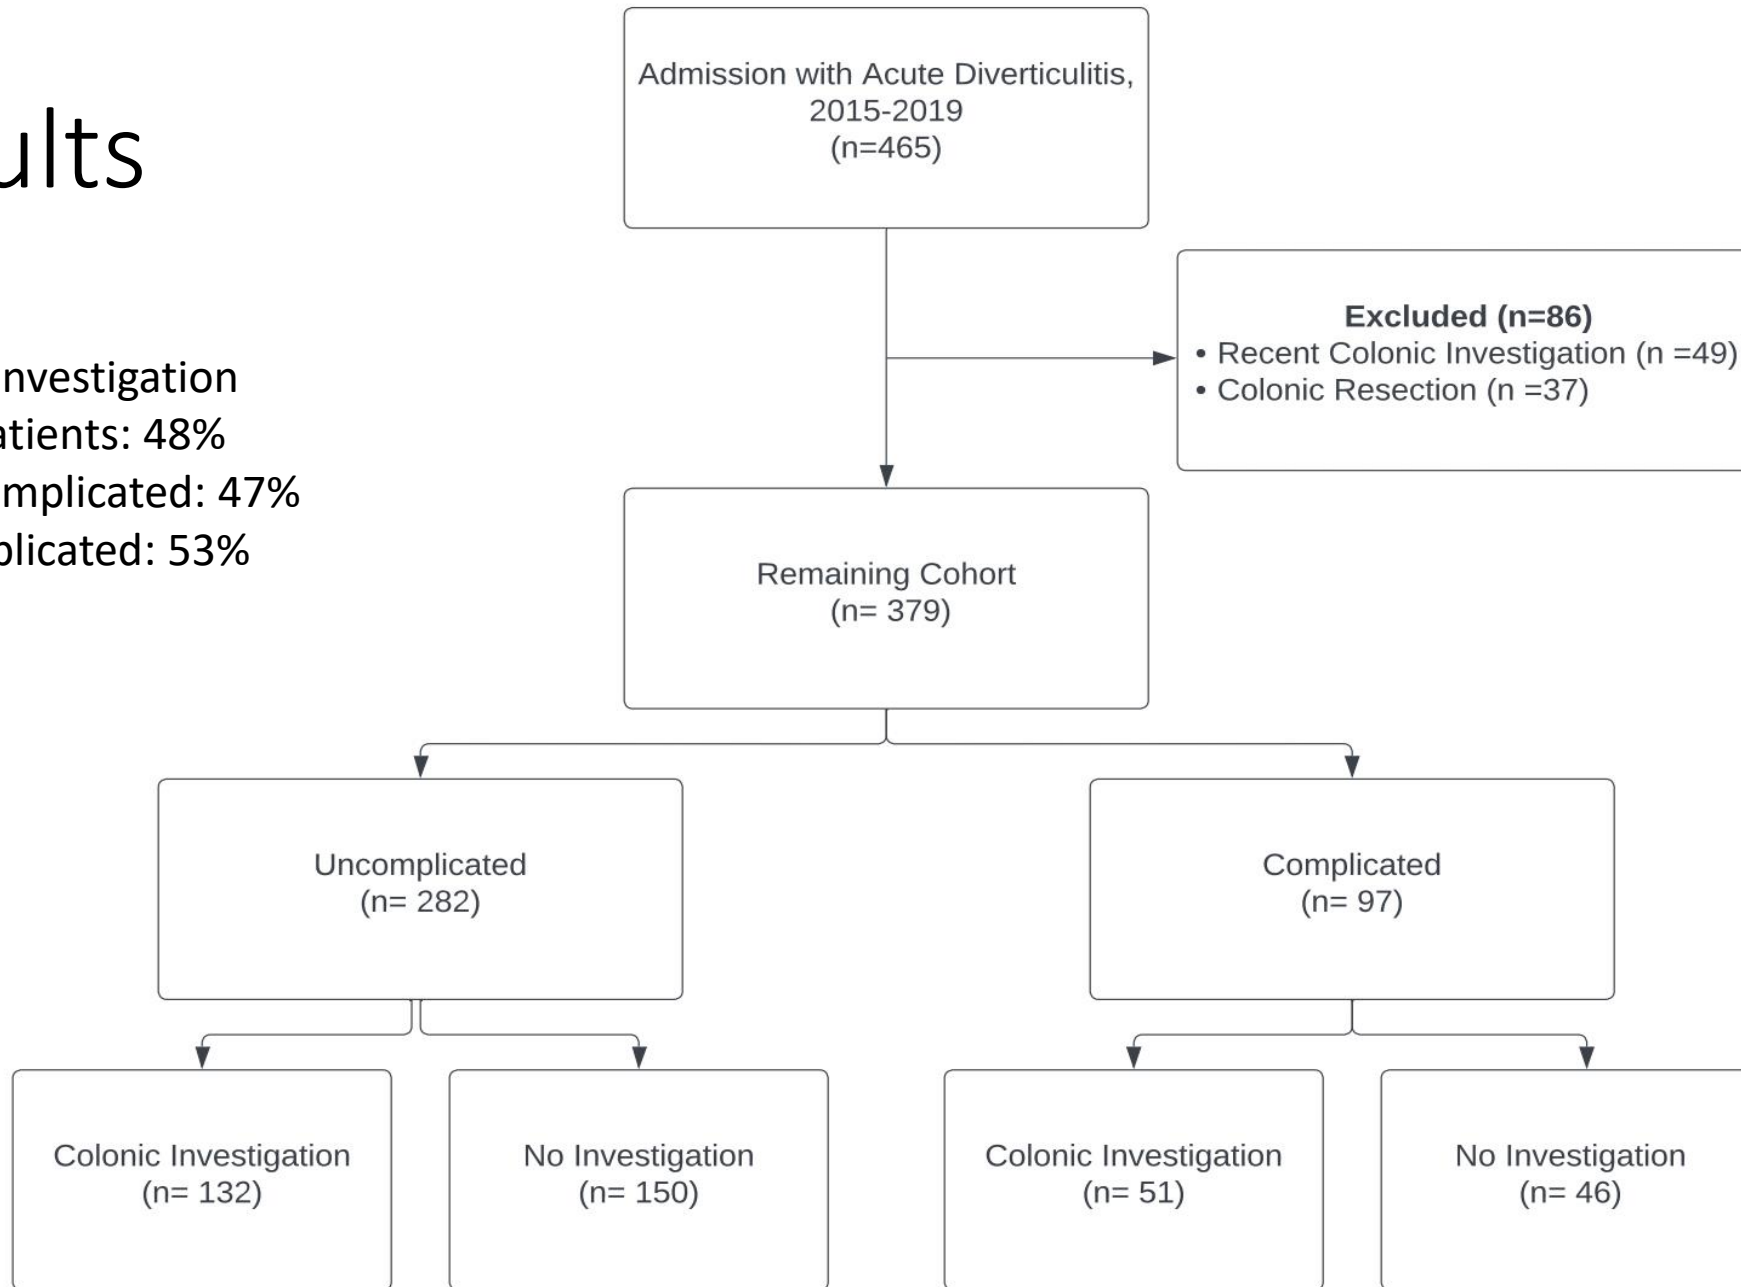 ults
nvestigation
atients: 48%
mplicated: 47%
plicated: 53%
Admission with Acute Diverticulitis,
2015-2019
(n=465)
Excluded (n=86)
• Recent Colonic Investigation (n =49)
• Colonic Resection (n =37)
Remaining Cohort
(n= 379)
Uncomplicated
(n= 282)
Complicated
(n= 97)
Colonic Investigation
(n= 132)
No Investigation
(n= 150)
Colonic Investigation
(n= 51)
No Investigation
(n= 46)